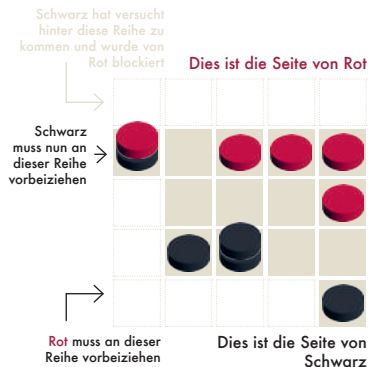 Schwarz hat versucht
hinter diese Reihe zu
kommen und wurde von
Rot blockiert
Dies ist die Seite von Rot
Schwarz
muss nun an
dieser Reihe
vorbeiziehen
Rot muss an dieser
Reihe vorbeiziehen
Dies ist die Seite von
Schwarz